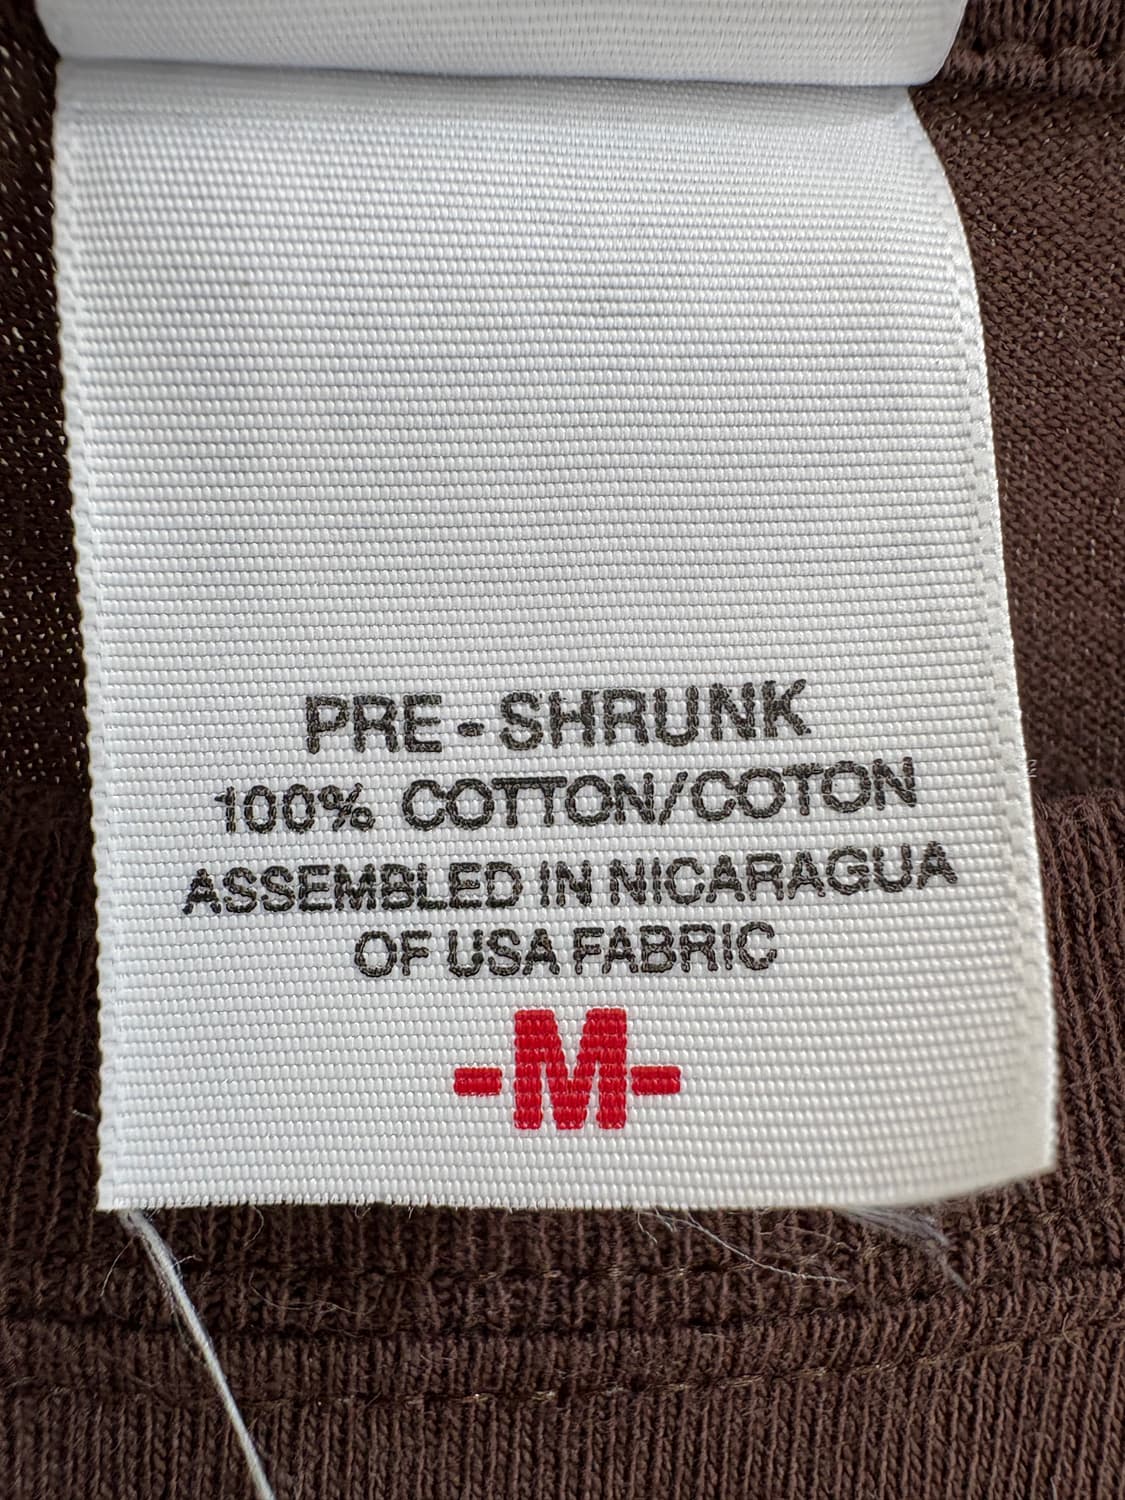 PRE-SHRUNK
100% COTTON/COTON
ASSEMBLED IN NICARAGUA
OF USA FABRIC
-M-